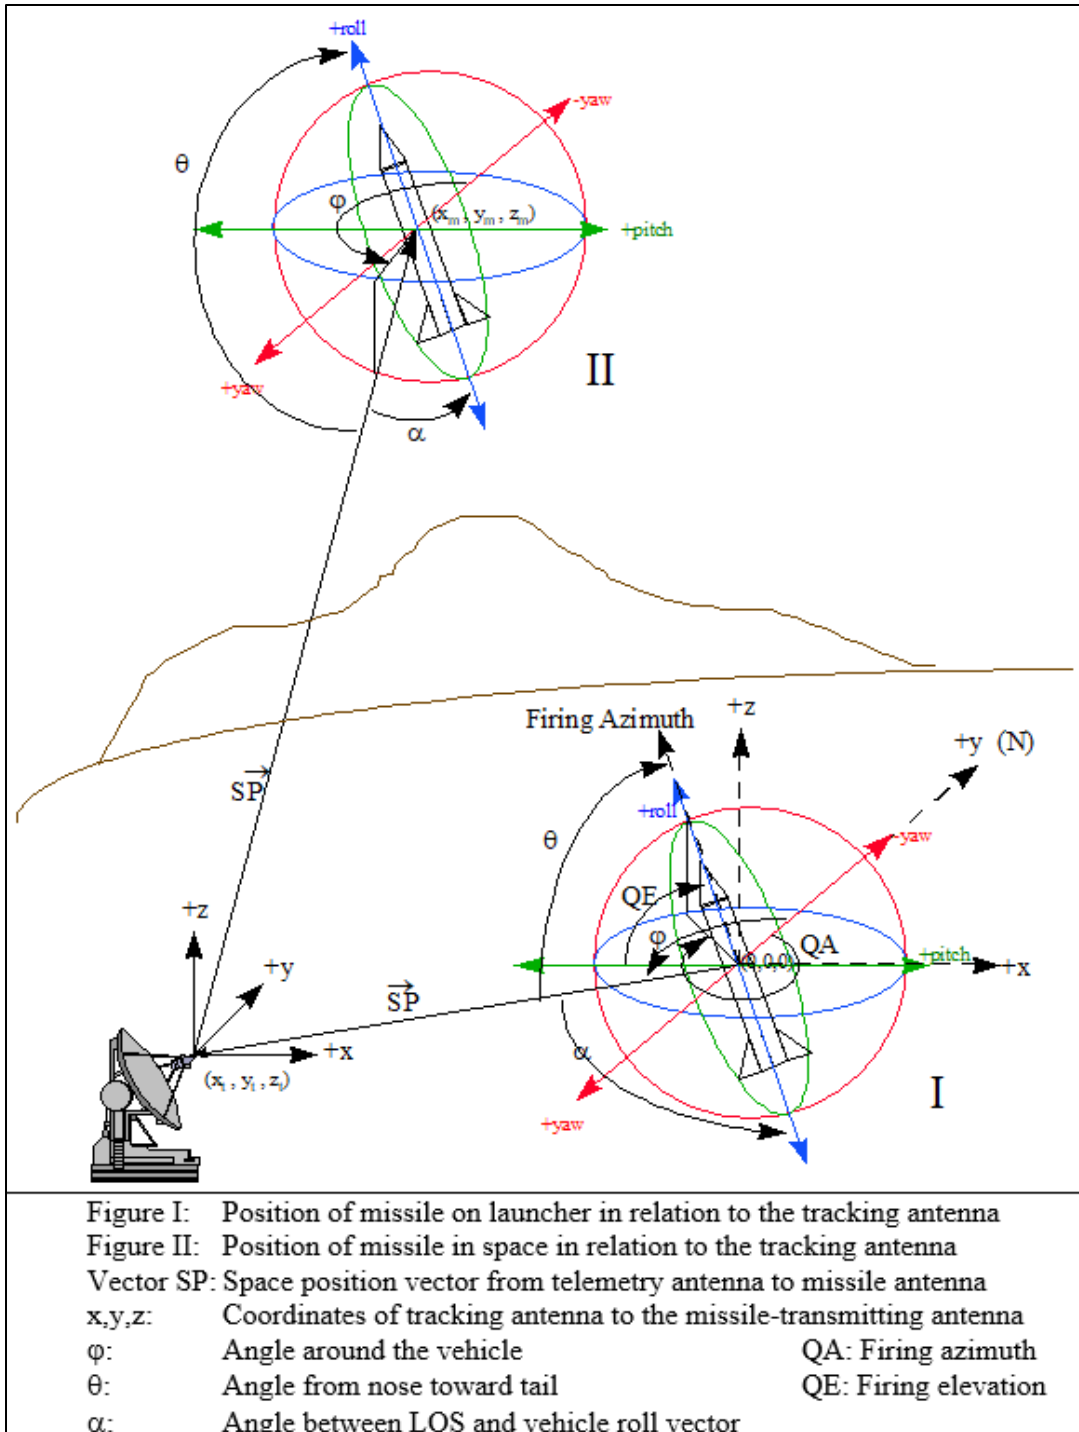 +roll
-yaw
θ
φ
(xm , ym , zm)
+pitch
+yaw
α
II
Firing Azimuth
+z
+y (N)
SP
+roll
-yaw
θ
QE
φ
QA
(0,0,0)
+pitch
+x
+z
+y
SP
+x
(xt , yt , zt)
α
+yaw
I
Figure I: Position of missile on launcher in relation to the tracking antenna
Figure II: Position of missile in space in relation to the tracking antenna
Vector SP: Space position vector from telemetry antenna to missile antenna
x,y,z: Coordinates of tracking antenna to the missile-transmitting antenna
φ: Angle around the vehicle QA: Firing azimuth
θ: Angle from nose toward tail QE: Firing elevation
α: Angle between LOS and vehicle roll vector